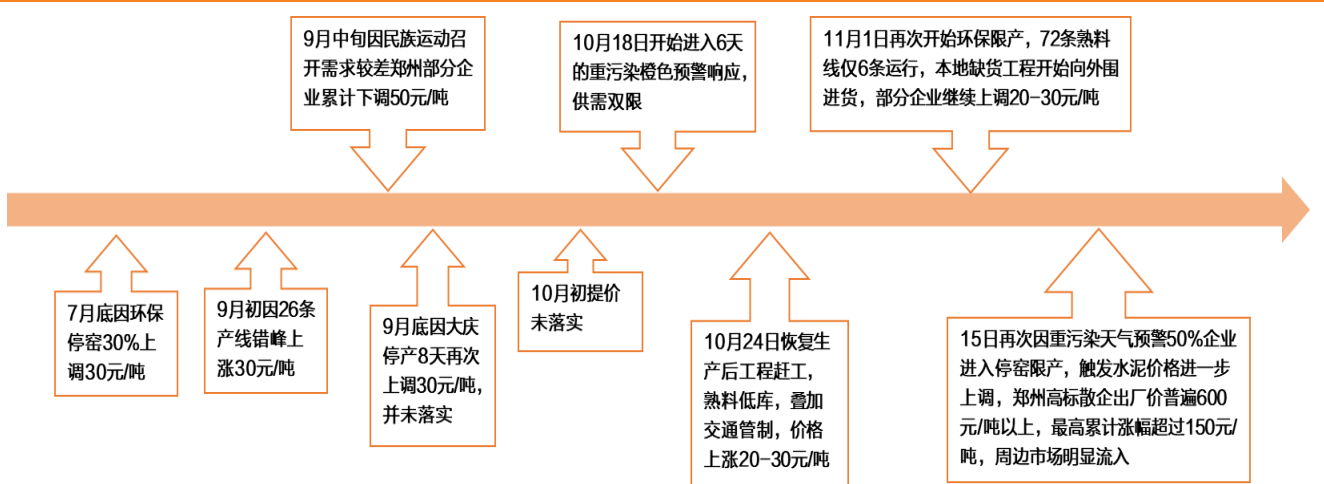 9月中旬因民族运动召
开需求较差郑州部分企
业累计下调50元/吨
10月18日开始进入6天
的重污染橙色预警响应，
供需双限
11月1日再次开始环保限产，72条熟料
线仅6条运行，本地缺货工程开始向外围
进货，部分企业继续上调20-30元/吨
7月底因环保
停窑30%上
调30元/吨
9月初因26条
产线错峰上
涨30元/吨
9月底因大庆
停产8天再次
上调30元/吨，
并未落实
10月初提价
未落实
10月24日恢复生
产后工程赶工，
熟料低库，叠加
交通管制，价格
上涨20-30元/吨
15日再次因重污染天气预警50%企业
进入停窑限产，触发水泥价格进一步
上调，郑州高标散企出厂价普遍600
元/吨以上，最高累计涨幅超过150元/
吨，周边市场明显流入